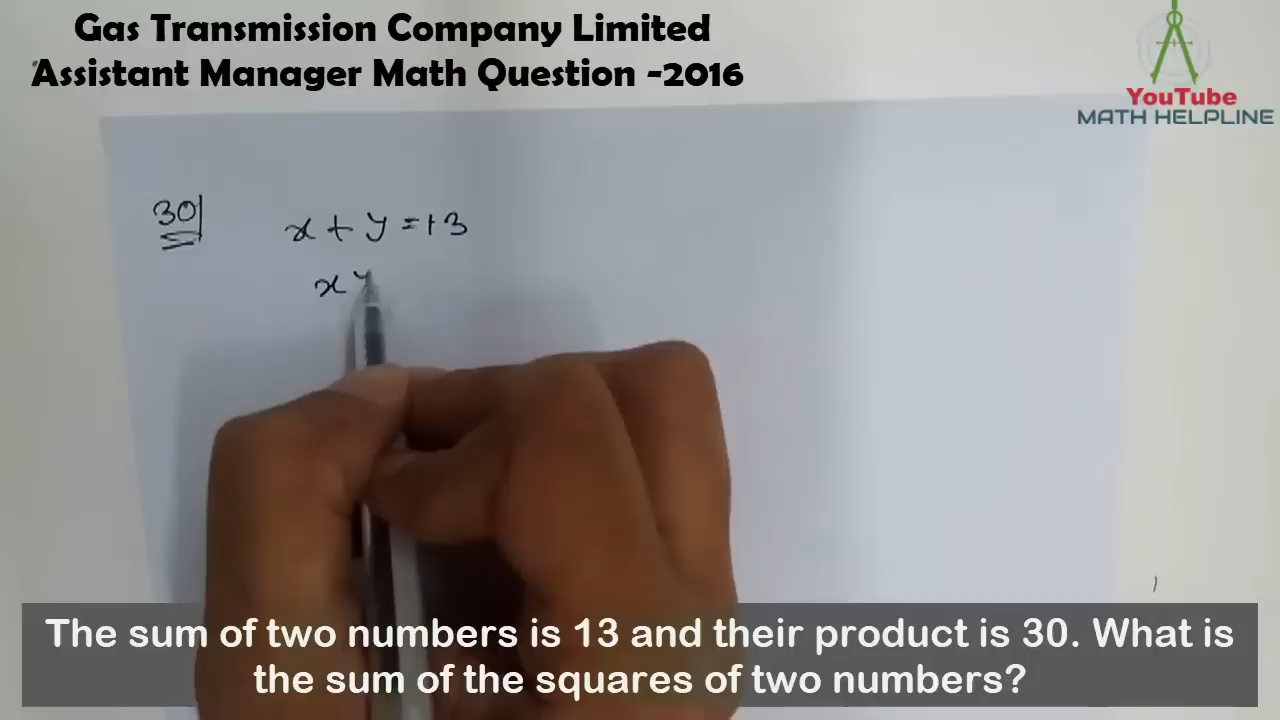 Gas Transmission Company Limited
Assistant Manager Math Question -2016
YouTube
MATH HELPLINE
30
x + y = 13
x y
The sum of two numbers is 13 and their product is 30. What is
the sum of the squares of two numbers?